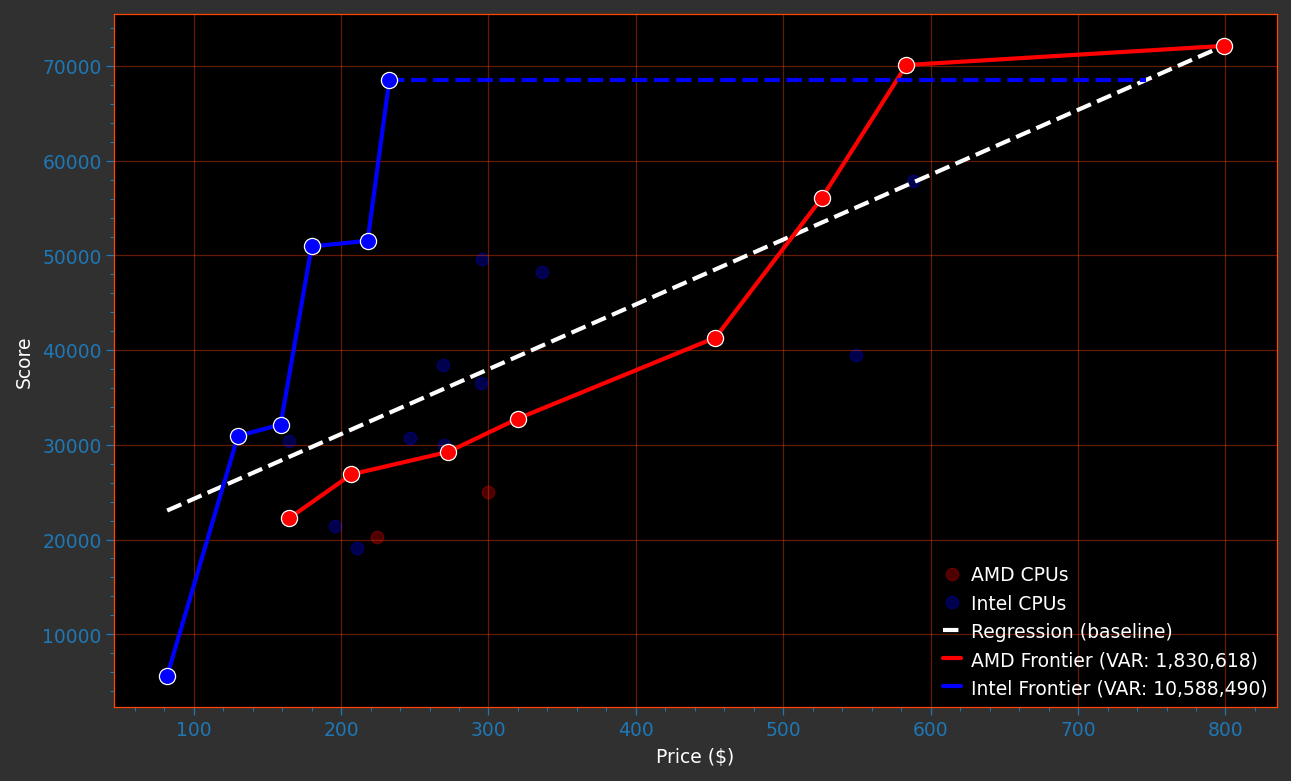 70000
60000
50000
40000
30000
20000
10000
Score
100 200 300 400 500 600 700 800
Price ($)
AMD CPUs
Intel CPUs
Regression (baseline)
AMD Frontier (VAR: 1,830,618)
Intel Frontier (VAR: 10,588,490)